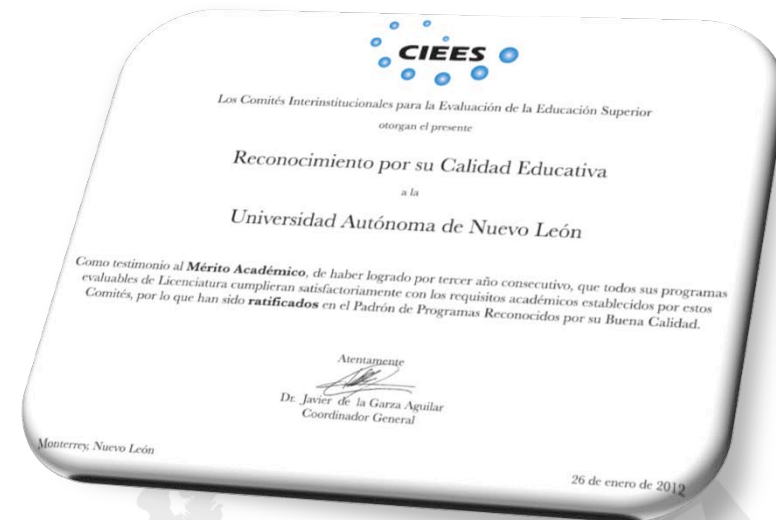 CIEES
Los Comités Interinstitucionales para la Evaluación de la Educación Superior
otorgan el presente
Reconocimiento por su Calidad Educativa
a la
Universidad Autónoma de Nuevo León
Como testimonio al Mérito Académico, de haber logrado por tercer año consecutivo, que todos sus programas
evaluables de Licenciatura cumplieran satisfactoriamente con los requisitos académicos establecidos por estos
Comités, por lo que han sido ratificados en el Padrón de Programas Reconocidos por su Buena Calidad.
Atentamente
Dr. Javier de la Garza Aguilar
Coordinador General
Monterrey, Nuevo León
26 de enero de 2012